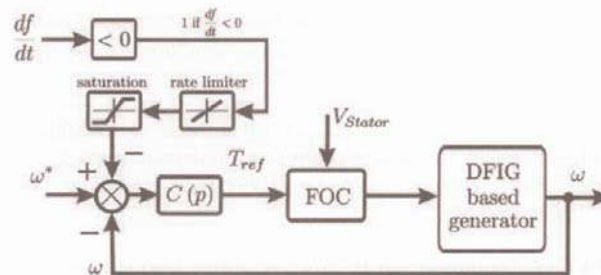 df/dt
< 0
1 if df/dt < 0
saturation
rate limiter
−
+
ω*
C (p)
T_ref
V_Stator
FOC
DFIG
based
generator
ω
−
ω